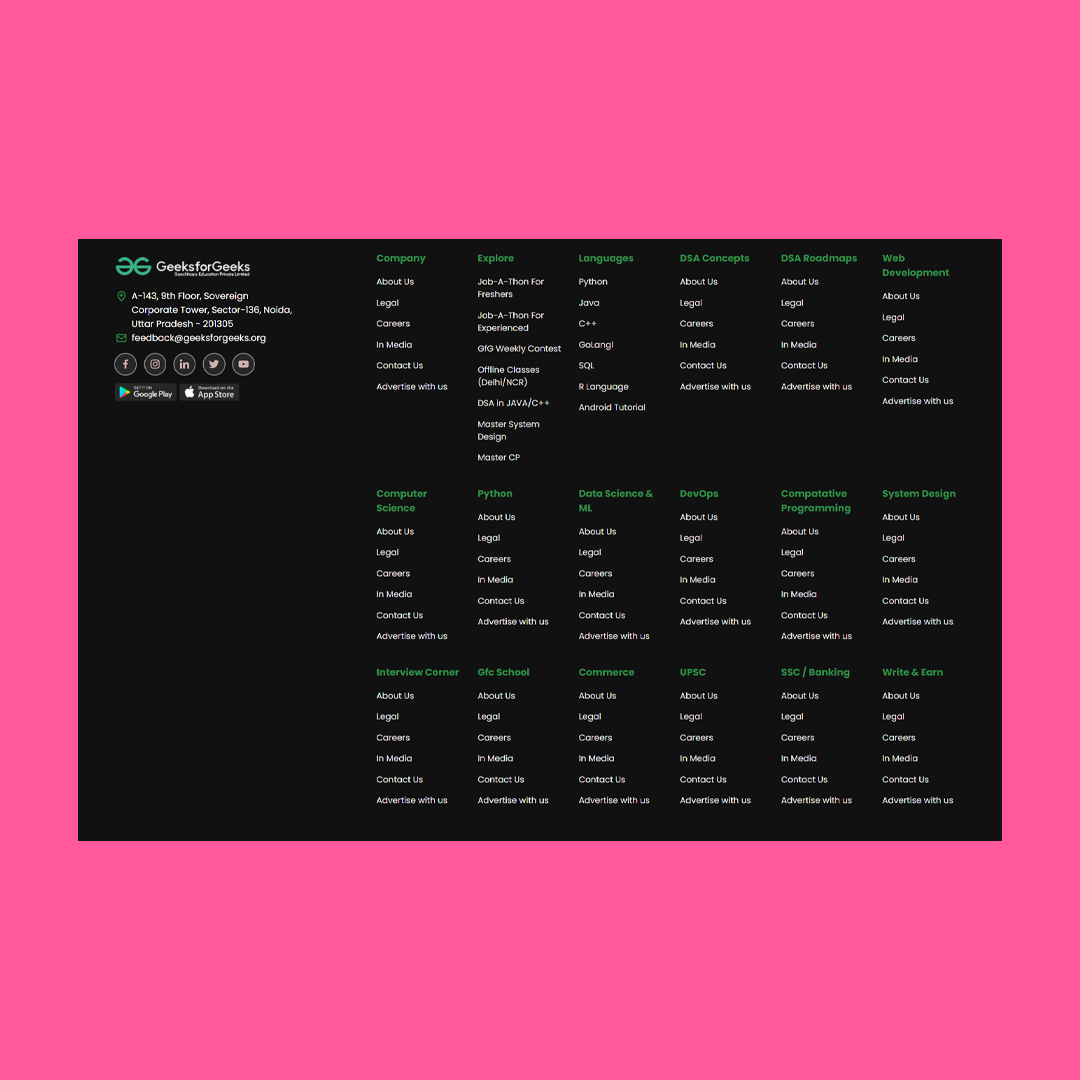 GeeksforGeeks
Sanchhaya Education Private Limited
A-143, 9th Floor, Sovereign
Corporate Tower, Sector-136, Noida,
Uttar Pradesh - 201305
feedback@geeksforgeeks.org
GET IT ON
Google Play
Download on the
App Store
Company
About Us
Legal
Careers
In Media
Contact Us
Advertise with us
Explore
Job-A-Thon For
Freshers
Job-A-Thon For
Experienced
GfG Weekly Contest
Offline Classes
(Delhi/NCR)
DSA in JAVA/C++
Master System
Design
Master CP
Languages
Python
Java
C++
GoLang!
SQL
R Language
Android Tutorial
DSA Concepts
About Us
Legal
Careers
In Media
Contact Us
Advertise with us
DSA Roadmaps
About Us
Legal
Careers
In Media
Contact Us
Advertise with us
Web
Development
About Us
Legal
Careers
In Media
Contact Us
Advertise with us
Computer
Science
About Us
Legal
Careers
In Media
Contact Us
Advertise with us
Python
About Us
Legal
Careers
In Media
Contact Us
Advertise with us
Data Science &
ML
About Us
Legal
Careers
In Media
Contact Us
Advertise with us
DevOps
About Us
Legal
Careers
In Media
Contact Us
Advertise with us
Compatative
Programming
About Us
Legal
Careers
In Media
Contact Us
Advertise with us
System Design
About Us
Legal
Careers
In Media
Contact Us
Advertise with us
Interview Corner
About Us
Legal
Careers
In Media
Contact Us
Advertise with us
Gfc School
About Us
Legal
Careers
In Media
Contact Us
Advertise with us
Commerce
About Us
Legal
Careers
In Media
Contact Us
Advertise with us
UPSC
About Us
Legal
Careers
In Media
Contact Us
Advertise with us
SSC / Banking
About Us
Legal
Careers
In Media
Contact Us
Advertise with us
Write & Earn
About Us
Legal
Careers
In Media
Contact Us
Advertise with us